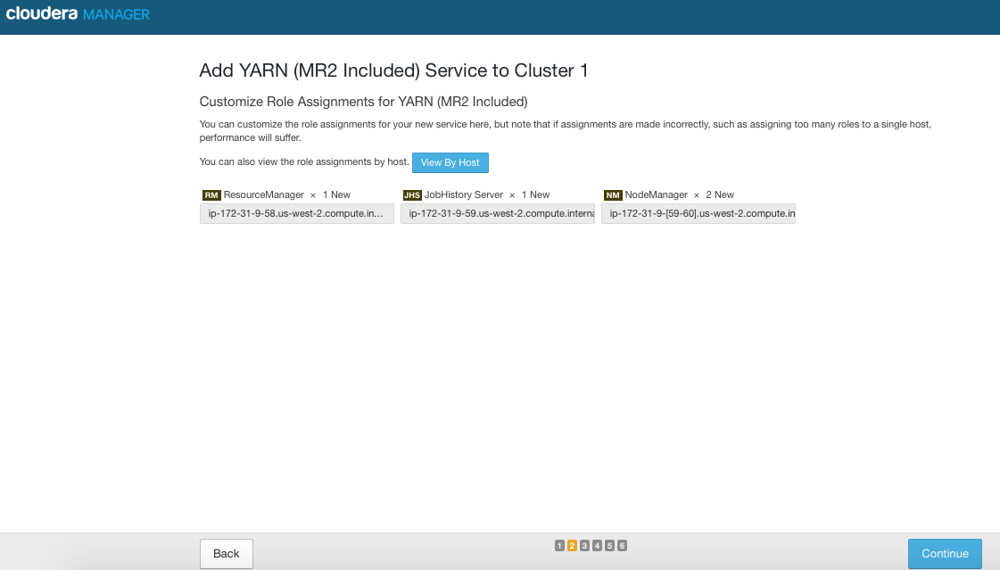 cloudera MANAGER
Add YARN (MR2 Included) Service to Cluster 1
Customize Role Assignments for YARN (MR2 Included)
You can customize the role assignments for your new service here, but note that if assignments are made incorrectly, such as assigning too many roles to a single host,
performance will suffer.
You can also view the role assignments by host. View By Host
RM ResourceManager × 1 New JHS JobHistory Server × 1 New NM NodeManager × 2 New
ip-172-31-9-58.us-west-2.compute.in... ip-172-31-9-59.us-west-2.compute.interna ip-172-31-9-[59-60].us-west-2.compute.in
Back 1 2 3 4 5 6 Continue